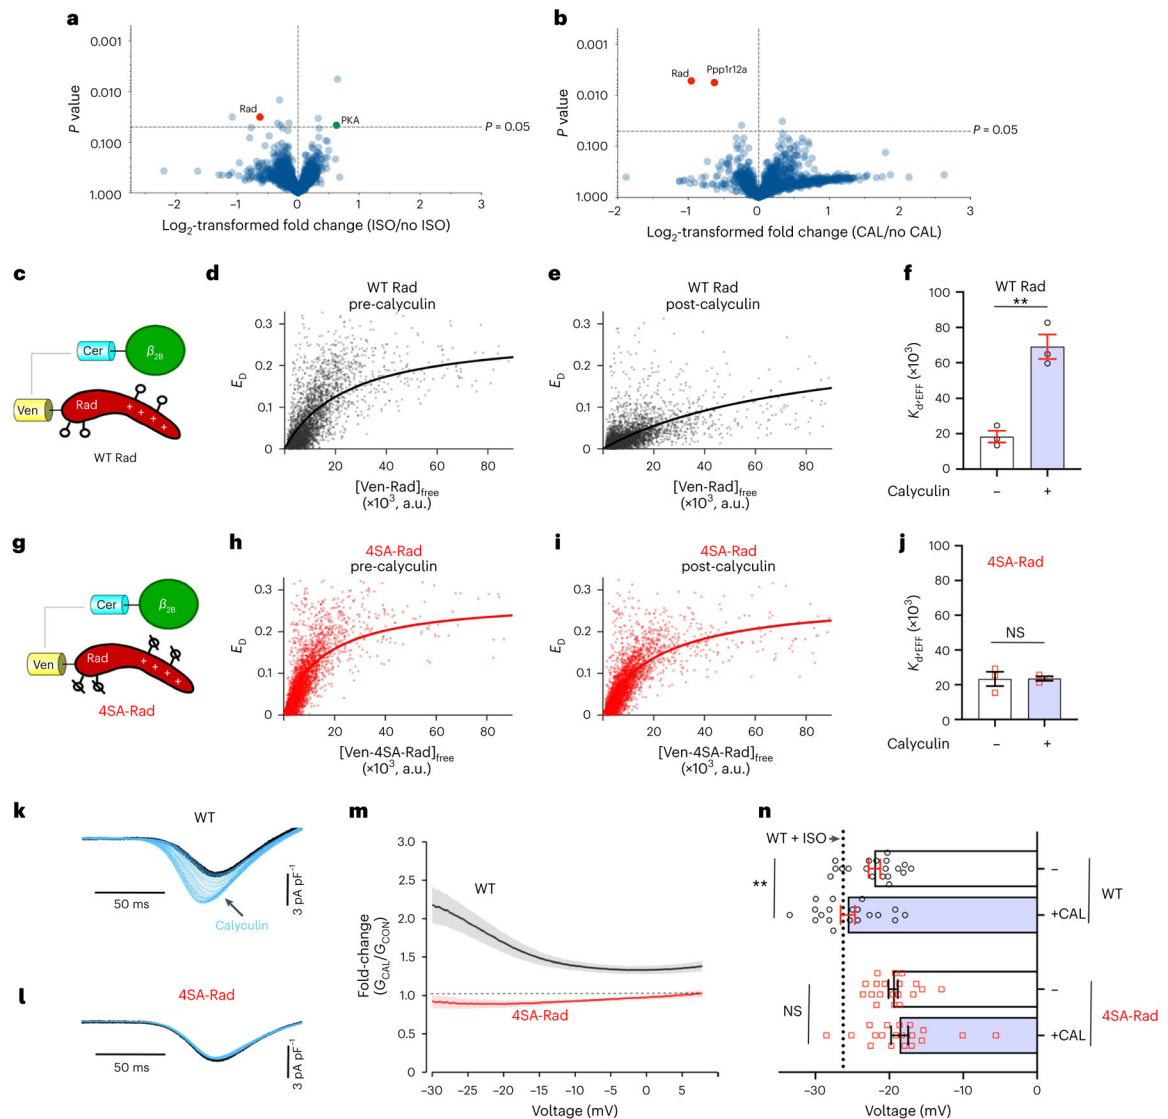 a
0.001
0.010
0.100
1.000
P value
Rad
PKA
P = 0.05
−2
−1
0
1
2
3
Log2-transformed fold change (ISO/no ISO)
b
0.001
0.010
0.100
1.000
P value
Rad
Ppp1r12a
P = 0.05
−2
−1
0
1
2
3
Log2-transformed fold change (CAL/no CAL)
c
Cer
β2B
Ven
Rad
+ + + +
WT Rad
d
WT Rad
pre-calyculin
0.3
0.2
0.1
0
ED
20
40
60
80
[Ven-Rad]free
(×10³, a.u.)
e
WT Rad
post-calyculin
0.3
0.2
0.1
0
ED
20
40
60
80
[Ven-Rad]free
(×10³, a.u.)
f
WT Rad
**
100
80
60
40
20
0
Kd,EFF (×10³)
Calyculin
−
+
g
Cer
β2B
Ven
Rad
+ + + +
4SA-Rad
h
4SA-Rad
pre-calyculin
0.3
0.2
0.1
0
ED
20
40
60
80
[Ven-4SA-Rad]free
(×10³, a.u.)
i
4SA-Rad
post-calyculin
0.3
0.2
0.1
0
ED
20
40
60
80
[Ven-4SA-Rad]free
(×10³, a.u.)
j
4SA-Rad
NS
100
80
60
40
20
0
Kd,EFF (×10³)
Calyculin
−
+
k
WT
50 ms
Calyculin
3 pA pF⁻¹
l
4SA-Rad
50 ms
3 pA pF⁻¹
m
3.0
2.5
2.0
1.5
1.0
0.5
0
Fold-change
(GCAL/GCON)
WT
4SA-Rad
−30
−25
−20
−15
−10
−5
0
5
Voltage (mV)
n
WT + ISO
**
−
+CAL
WT
NS
−
+CAL
4SA-Rad
−30
−20
−10
0
Voltage (mV)